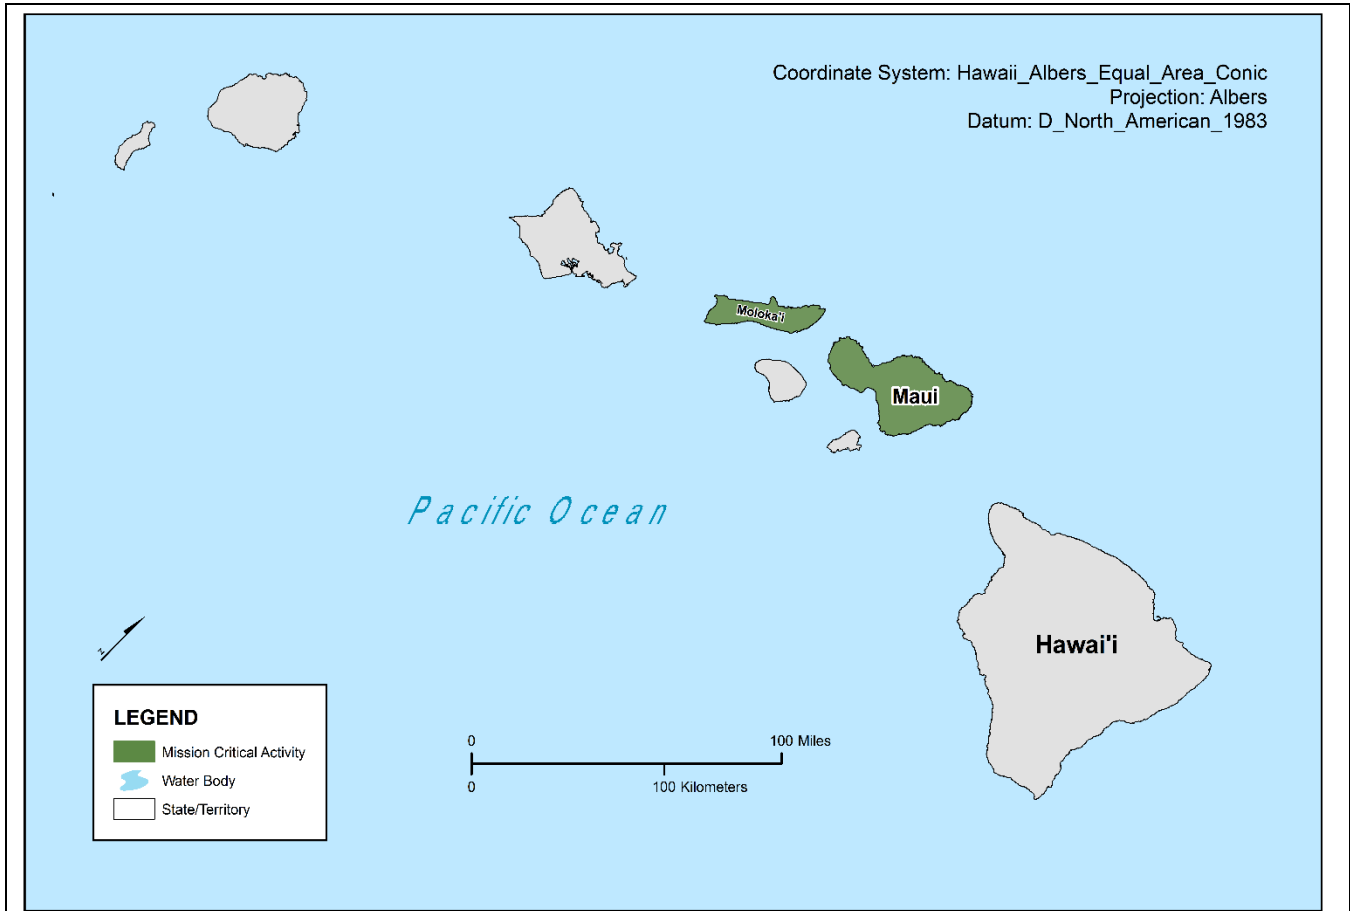 Coordinate System: Hawaii_Albers_Equal_Area_Conic
Projection: Albers
Datum: D_North_American_1983
Moloka'i
Maui
Pacific Ocean
Hawai'i
N
LEGEND
Mission Critical Activity
Water Body
State/Territory
0 100 Miles
0 100 Kilometers